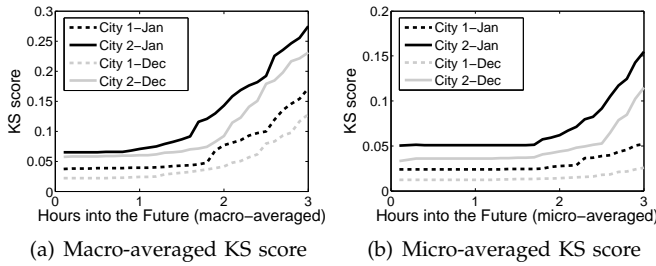 0.3
0.25
0.2
0.15
0.1
0.05
0
KS score
City 1−Jan
City 2−Jan
City 1−Dec
City 2−Dec
0 1 2 3
Hours into the Future (macro−averaged)
(a) Macro-averaged KS score
0.2
0.15
0.1
0.05
0
KS score
City 1−Jan
City 2−Jan
City 1−Dec
City 2−Dec
0 1 2 3
Hours into the Future (micro−averaged)
(b) Micro-averaged KS score